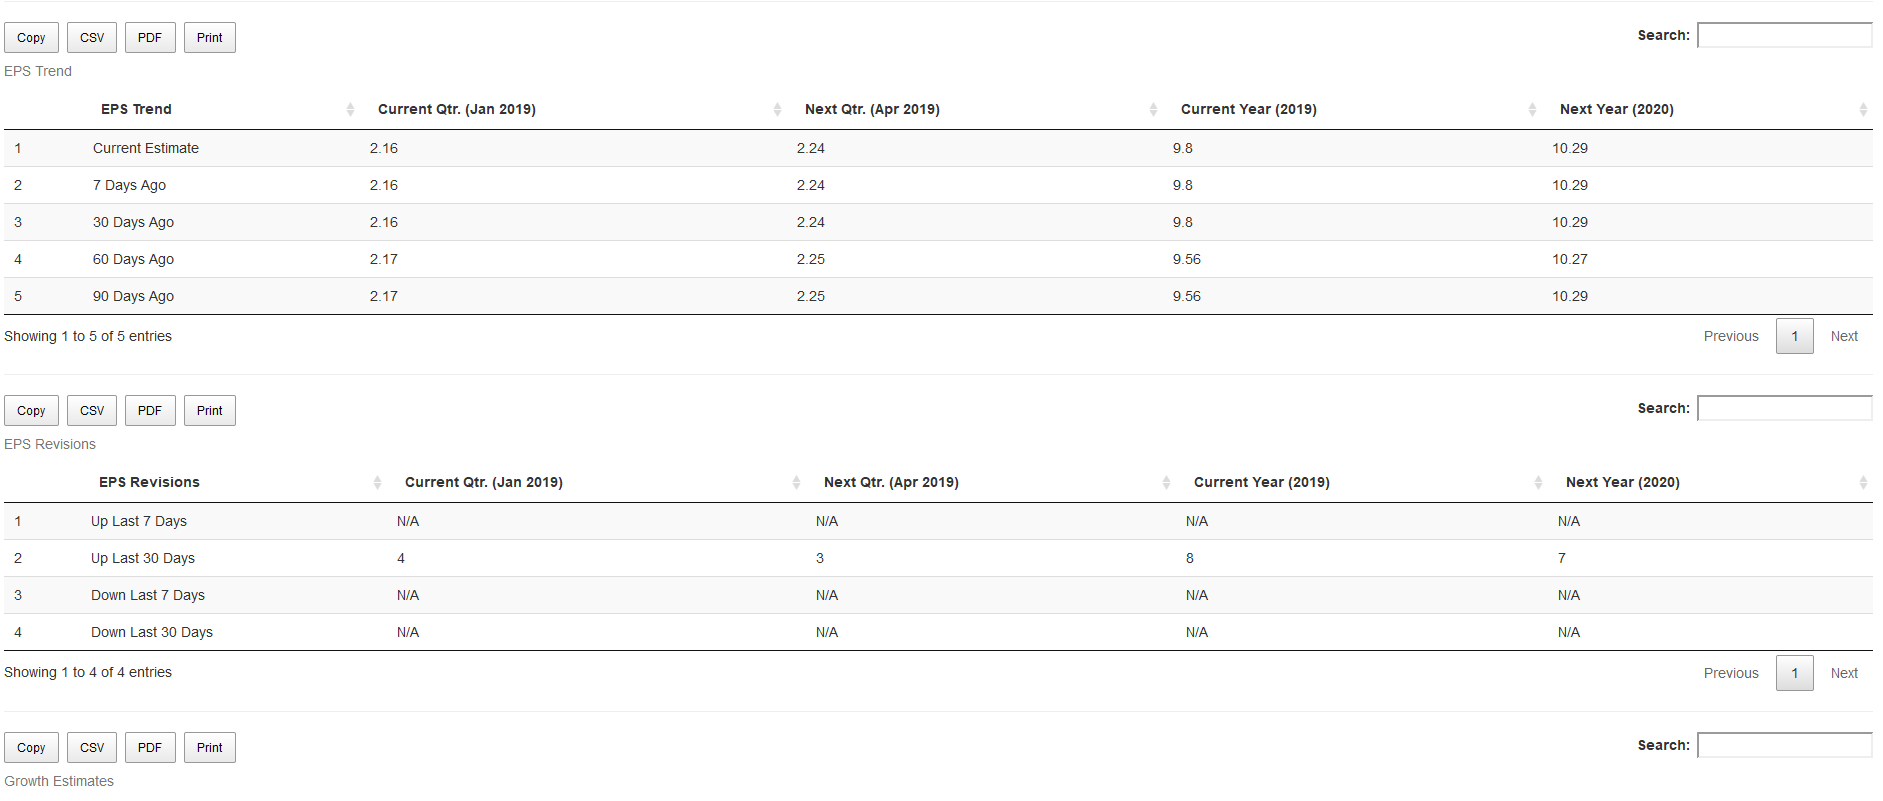 Copy CSV PDF Print Search:
EPS Trend
EPS Trend Current Qtr. (Jan 2019) Next Qtr. (Apr 2019) Current Year (2019) Next Year (2020)
1 Current Estimate 2.16 2.24 9.8 10.29
2 7 Days Ago 2.16 2.24 9.8 10.29
3 30 Days Ago 2.16 2.24 9.8 10.29
4 60 Days Ago 2.17 2.25 9.56 10.27
5 90 Days Ago 2.17 2.25 9.56 10.29
Showing 1 to 5 of 5 entries Previous 1 Next
Copy CSV PDF Print Search:
EPS Revisions
EPS Revisions Current Qtr. (Jan 2019) Next Qtr. (Apr 2019) Current Year (2019) Next Year (2020)
1 Up Last 7 Days N/A N/A N/A N/A
2 Up Last 30 Days 4 3 8 7
3 Down Last 7 Days N/A N/A N/A N/A
4 Down Last 30 Days N/A N/A N/A N/A
Showing 1 to 4 of 4 entries Previous 1 Next
Copy CSV PDF Print Search:
Growth Estimates